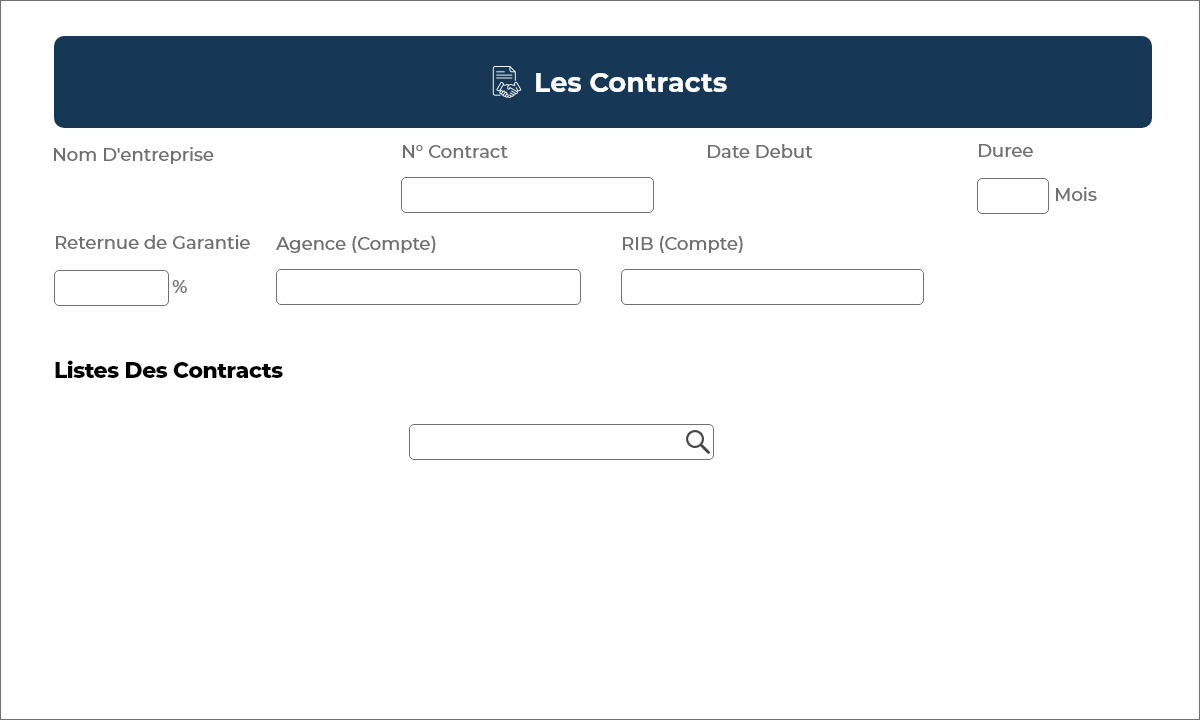 Les Contracts
Nom D'entreprise
N° Contract
Date Debut
Duree
Mois
Reternue de Garantie
Agence (Compte)
RIB (Compte)
%
Listes Des Contracts